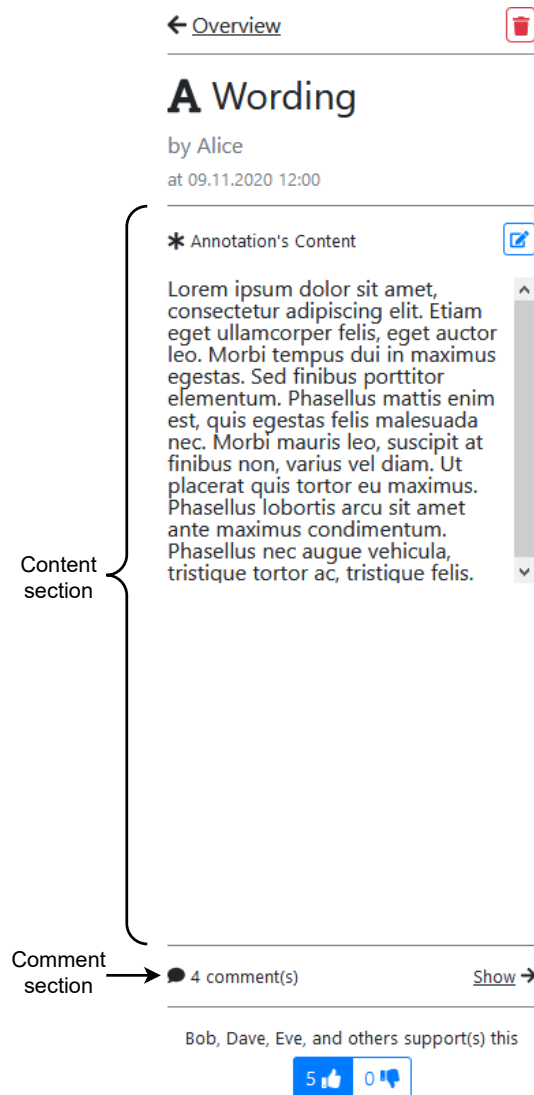 Overview
A Wording
by Alice
at 09.11.2020 12:00
Annotation's Content
Lorem ipsum dolor sit amet,
consectetur adipiscing elit. Etiam
eget ullamcorper felis, eget auctor
leo. Morbi tempus dui in maximus
egestas. Sed finibus porttitor
elementum. Phasellus mattis enim
est, quis egestas felis malesuada
nec. Morbi mauris leo, suscipit at
finibus non, varius vel diam. Ut
placerat quis tortor eu maximus.
Phasellus lobortis arcu sit amet
ante maximus condimentum.
Phasellus nec augue vehicula,
tristique tortor ac, tristique felis.
Content
section
Comment
section
4 comment(s) Show
Bob, Dave, Eve, and others support(s) this
5 0